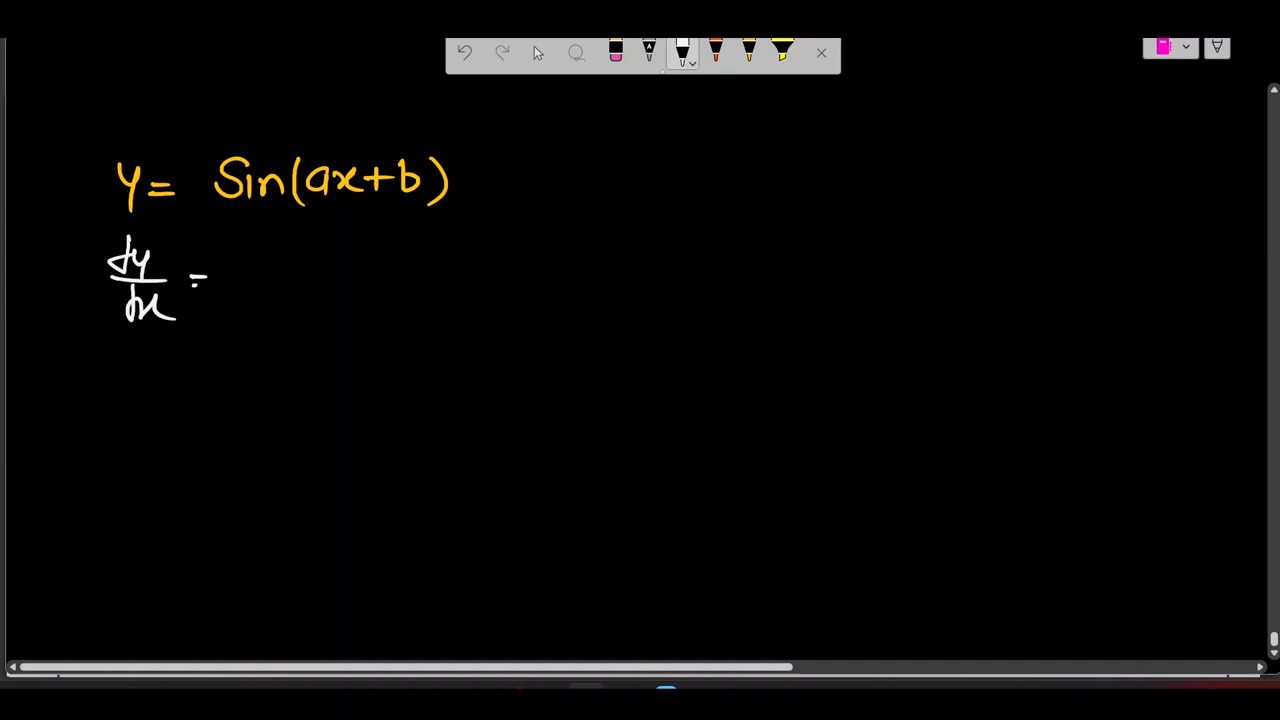 y = Sin(ax+b)
dy/dx =